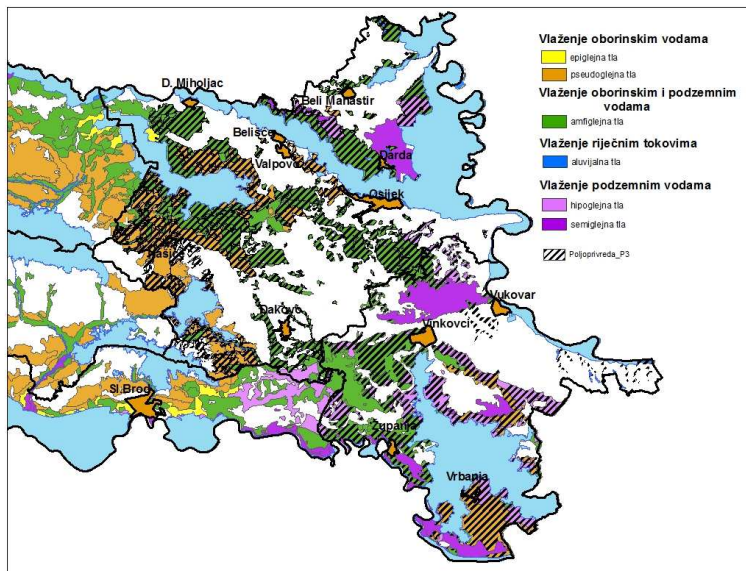 Vlaženje oborinskim vodama
epiglejna tla
pseudoglejna tla
Vlaženje oborinskim i podzemnim
vodama
amfiglejna tla
Vlaženje riječnim tokovima
aluvijalna tla
Vlaženje podzemnim vodama
hipoglejna tla
semiglejna tla
Poljoprivreda_P3
D. Miholjac
Beli Manastir
Belišće
Valpovo
Darda
Osijek
Našice
Vukovar
Đakovo
Vinkovci
Sl.Brod
Županja
Vrbanja